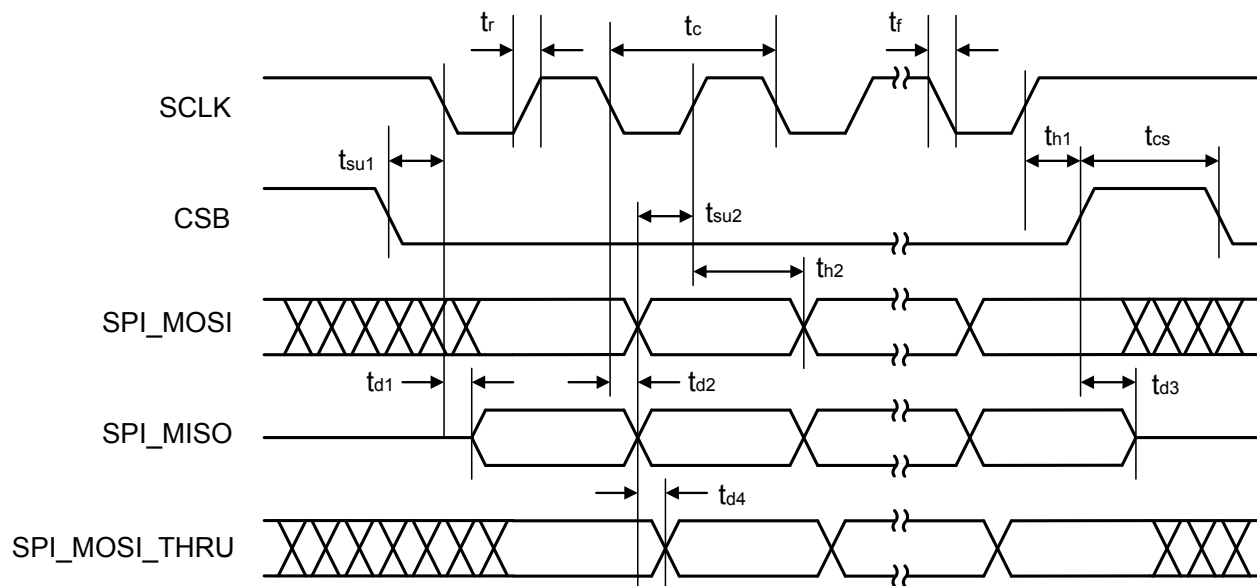 tr
tc
tf
SCLK
tsu1
th1
tcs
CSB
tsu2
th2
SPI_MOSI
td1
td2
td3
SPI_MISO
td4
SPI_MOSI_THRU